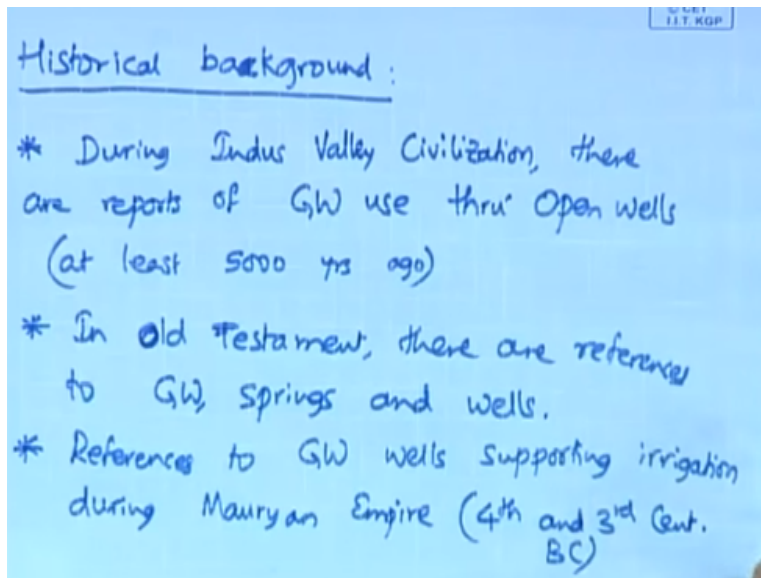 © CET
I.I.T. KGP
Historical background:
* During Indus Valley Civilization, there
are reports of GW use thru' Open wells
(at least 5000 yrs ago)
* In Old Testament, there are references
to GW, springs and wells.
* References to GW wells supporting irrigation
during Mauryan Empire (4th and 3rd Cent.
BC)